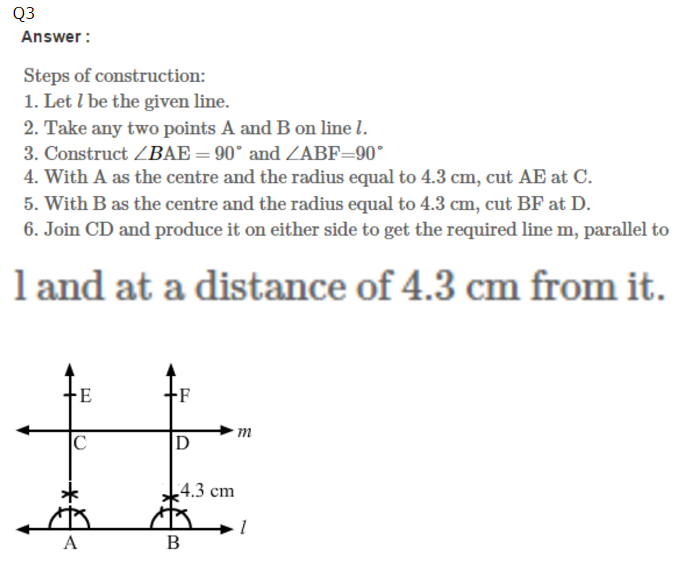 Q3
Answer :
Steps of construction:
1. Let l be the given line.
2. Take any two points A and B on line l.
3. Construct ∠BAE = 90° and ∠ABF=90°
4. With A as the centre and the radius equal to 4.3 cm, cut AE at C.
5. With B as the centre and the radius equal to 4.3 cm, cut BF at D.
6. Join CD and produce it on either side to get the required line m, parallel to
l and at a distance of 4.3 cm from it.
E F
m
C D
4.3 cm
l
A B